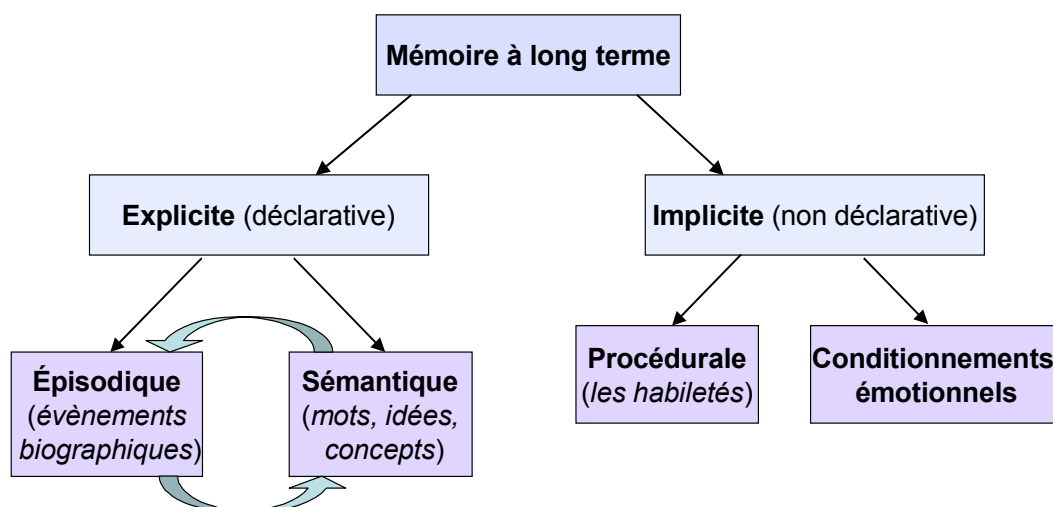 Mémoire à long terme
Explicite (déclarative)
Implicite (non déclarative)
Épisodique
(évènements
biographiques)
Sémantique
(mots, idées,
concepts)
Procédurale
(les habiletés)
Conditionnements
émotionnels